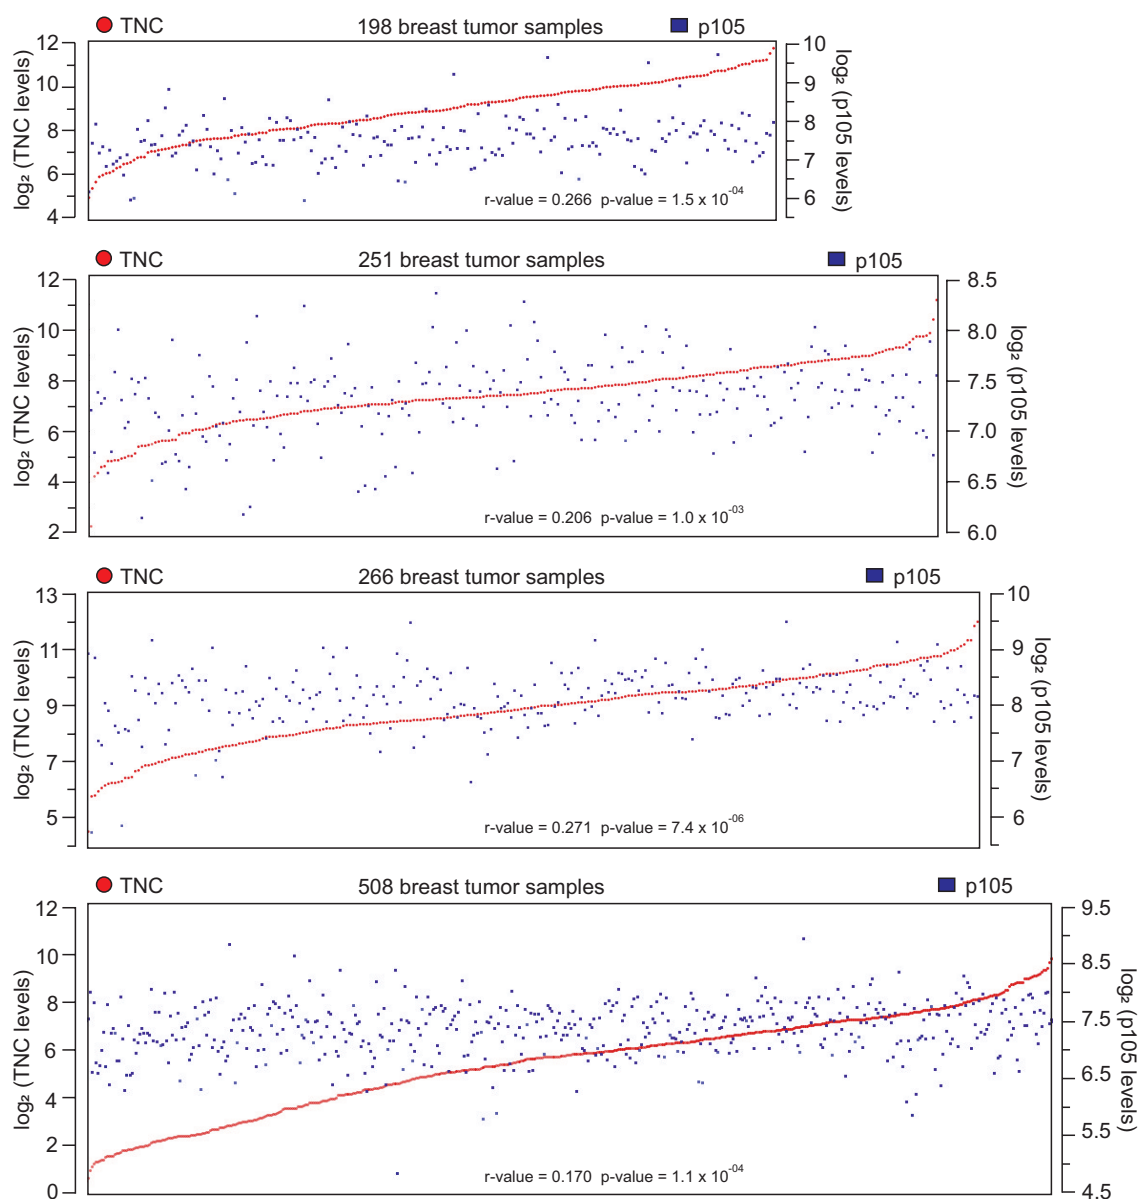 TNC 198 breast tumor samples p105
log₂ (TNC levels)
12
10
8
6
4
10
9
8
7
6
log₂ (p105 levels)
r-value = 0.266 p-value = 1.5 x 10⁻⁰⁴
TNC 251 breast tumor samples p105
log₂ (TNC levels)
12
10
8
6
4
2
8.5
8.0
7.5
7.0
6.5
6.0
log₂ (p105 levels)
r-value = 0.206 p-value = 1.0 x 10⁻⁰³
TNC 266 breast tumor samples p105
log₂ (TNC levels)
13
11
9
7
5
10
9
8
7
6
log₂ (p105 levels)
r-value = 0.271 p-value = 7.4 x 10⁻⁰⁶
TNC 508 breast tumor samples p105
log₂ (TNC levels)
12
10
8
6
4
2
0
9.5
8.5
7.5
6.5
5.5
4.5
log₂ (p105 levels)
r-value = 0.170 p-value = 1.1 x 10⁻⁰⁴